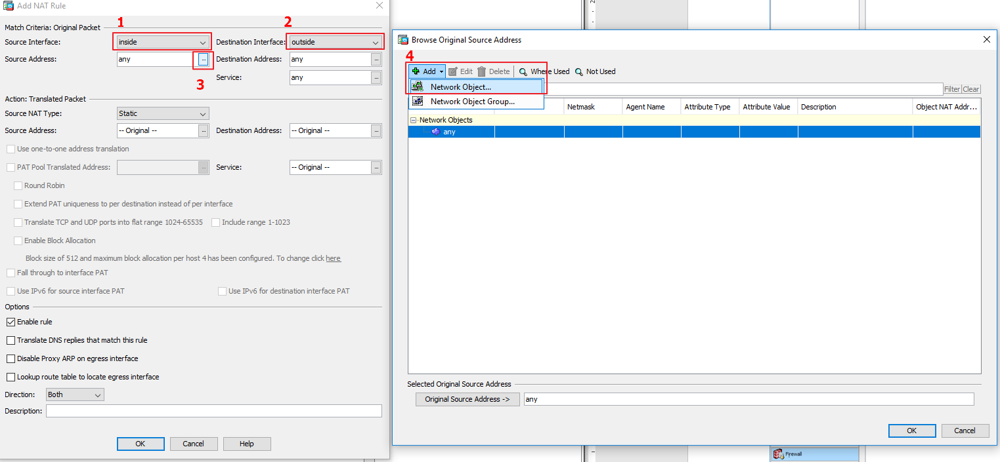 Add NAT Rule
Match Criteria: Original Packet
1
2
Source Interface:
inside
Destination Interface:
outside
Source Address:
any
...
Destination Address:
any
...
3
Service:
any
...
Action: Translated Packet
Source NAT Type:
Static
Source Address:
-- Original --
...
Destination Address:
-- Original --
...
Use one-to-one address translation
PAT Pool Translated Address:
...
Service:
-- Original --
...
Round Robin
Extend PAT uniqueness to per destination instead of per interface
Translate TCP and UDP ports into flat range 1024-65535
Include range 1-1023
Enable Block Allocation
Block size of 512 and maximum block allocation per host 4 has been configured. To change click here
Fall through to interface PAT
Use IPv6 for source interface PAT
Use IPv6 for destination interface PAT
Options
Enable rule
Translate DNS replies that match this rule
Disable Proxy ARP on egress interface
Lookup route table to locate egress interface
Direction:
Both
Description:
OK
Cancel
Help
Browse Original Source Address
4
Add
Edit
Delete
Where Used
Not Used
Network Object...
Network Object Group...
Filter
Clear
Netmask
Agent Name
Attribute Type
Attribute Value
Description
Object NAT Addr...
Network Objects
any
Selected Original Source Address
Original Source Address ->
any
OK
Cancel
Firewall